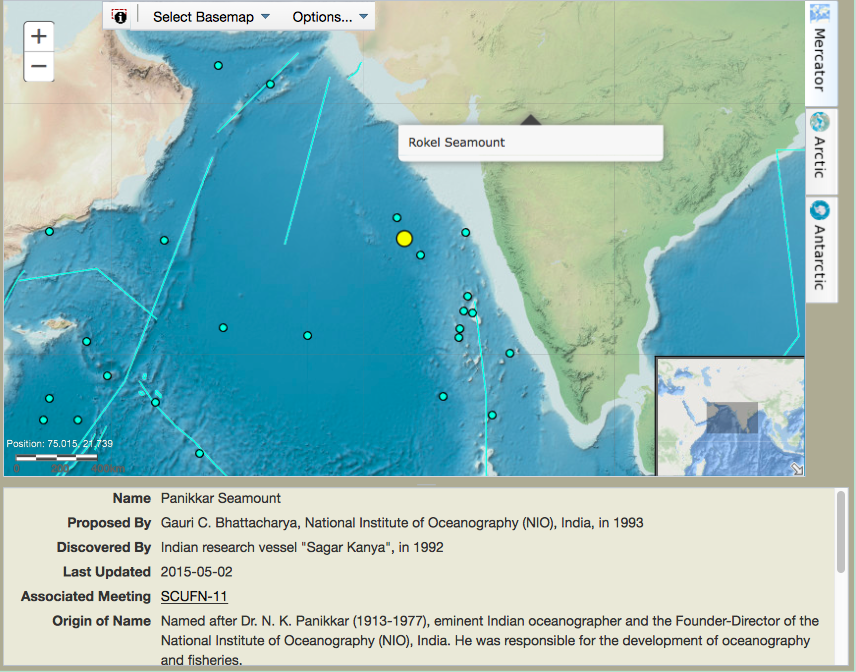 Select Basemap
Options...
+
−
Mercator
Arctic
Antarctic
Rokel Seamount
Position: 75.015, 21.739
0
Name Panikkar Seamount
Proposed By Gauri C. Bhattacharya, National Institute of Oceanography (NIO), India, in 1993
Discovered By Indian research vessel "Sagar Kanya", in 1992
Last Updated 2015-05-02
Associated Meeting SCUFN-11
Origin of Name Named after Dr. N. K. Panikkar (1913-1977), eminent Indian oceanographer and the Founder-Director of the
National Institute of Oceanography (NIO), India. He was responsible for the development of oceanography
and fisheries.